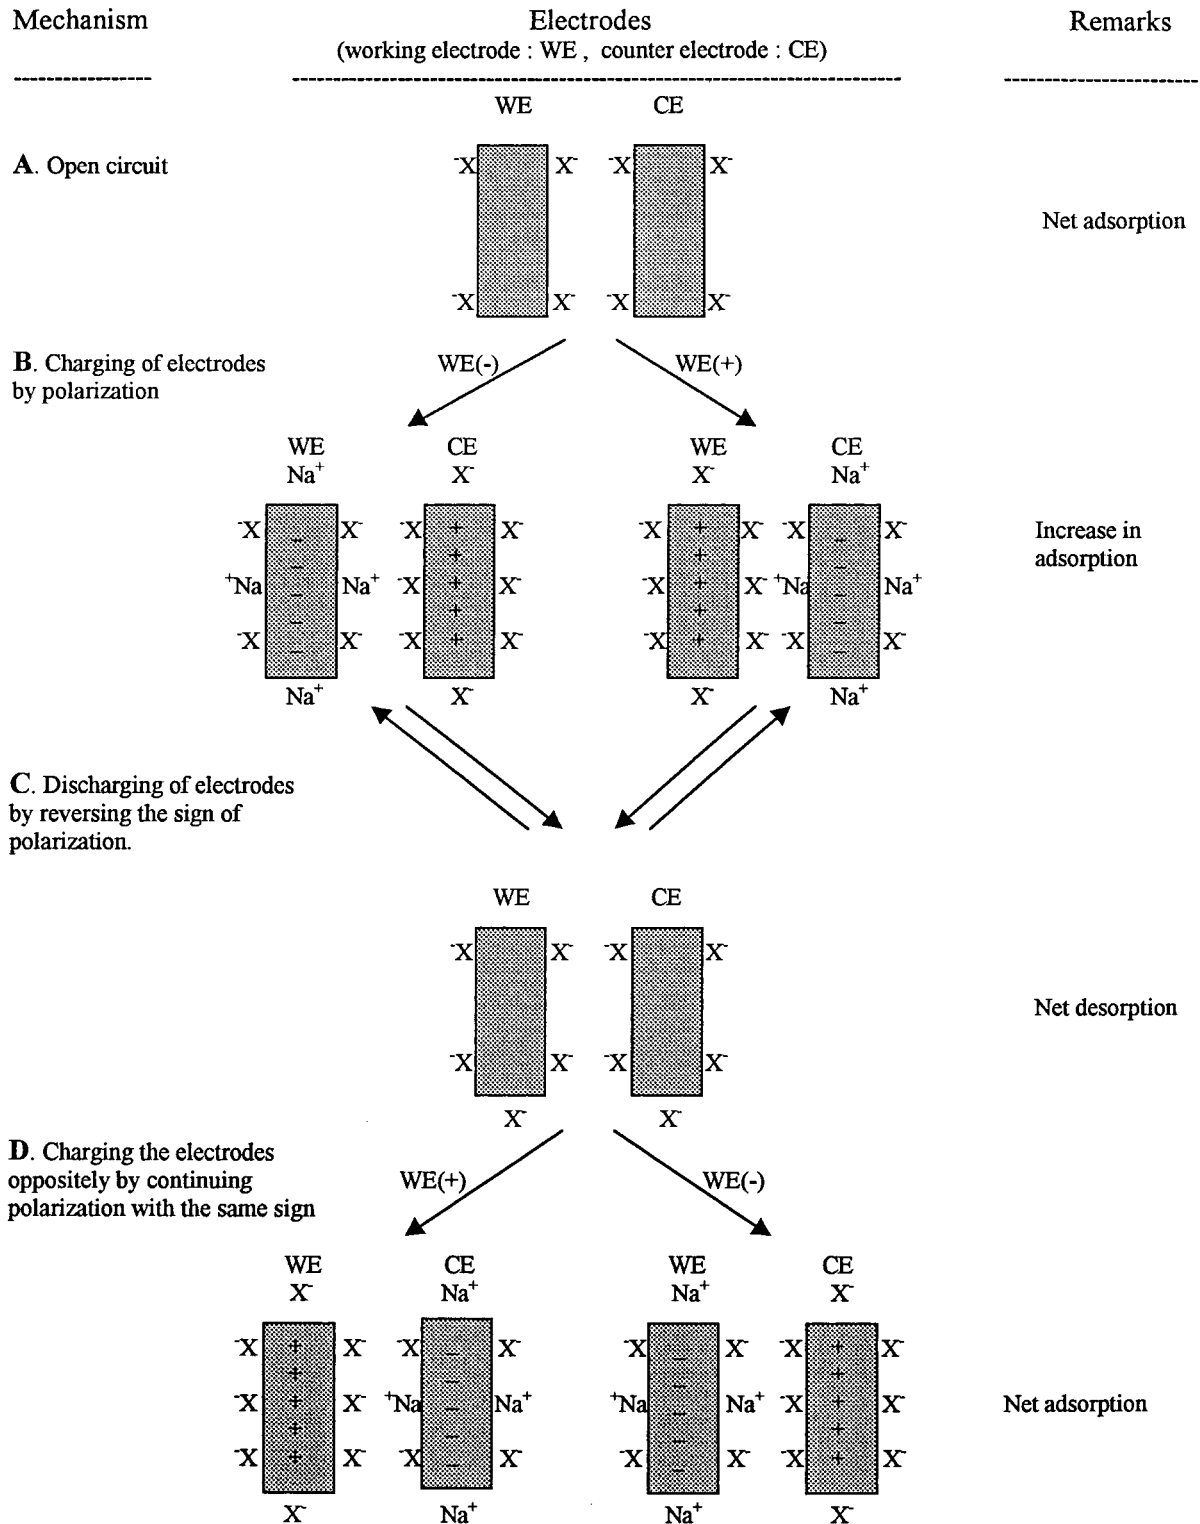 Mechanism Electrodes Remarks
(working electrode : WE , counter electrode : CE)
WE CE
A. Open circuit
⁻X X⁻ ⁻X X⁻
Net adsorption
⁻X X⁻ ⁻X X⁻
B. Charging of electrodes
by polarization
WE(-) WE(+)
WE CE WE CE
Na⁺ X⁻ X⁻ Na⁺
⁻X X⁻ ⁻X + X⁻ ⁻X + X⁻ ⁻X X⁻
Increase in
adsorption
⁺Na Na⁺ ⁻X + X⁻ ⁻X + X⁻ ⁺Na Na⁺
⁻X X⁻ ⁻X + X⁻ ⁻X + X⁻ ⁻X X⁻
Na⁺ X⁻ X⁻ Na⁺
C. Discharging of electrodes
by reversing the sign of
polarization.
WE CE
⁻X X⁻ ⁻X X⁻
Net desorption
⁻X X⁻ ⁻X X⁻
X⁻ X⁻
D. Charging the electrodes
oppositely by continuing
polarization with the same sign
WE(+) WE(-)
WE CE WE CE
X⁻ Na⁺ Na⁺ X⁻
⁻X + X⁻ ⁻X X⁻ ⁻X X⁻ ⁻X + X⁻
⁻X + X⁻ ⁺Na Na⁺ ⁺Na Na⁺ ⁻X + X⁻
Net adsorption
⁻X + X⁻ ⁻X X⁻ ⁻X X⁻ ⁻X + X⁻
X⁻ Na⁺ Na⁺ X⁻